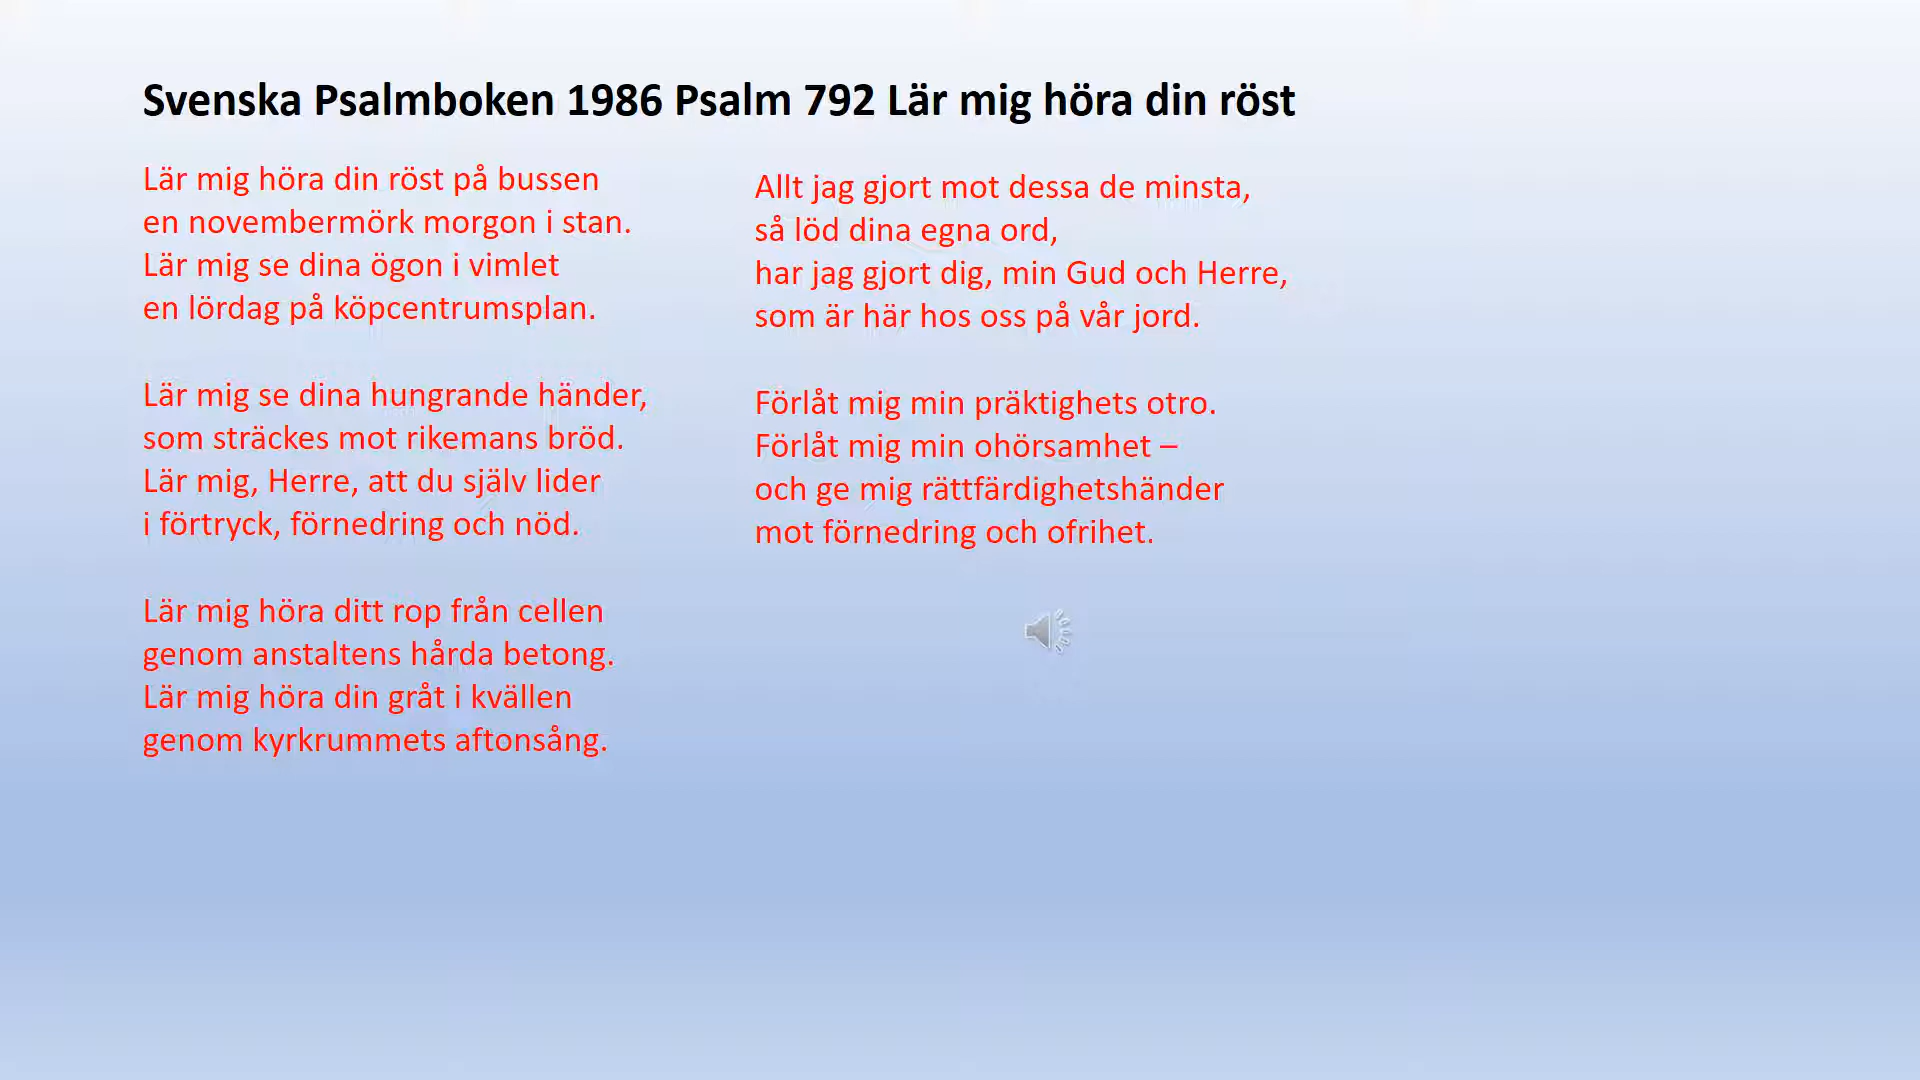 Svenska Psalmboken 1986 Psalm 792 Lär mig höra din röst
Lär mig höra din röst på bussen
en novembermörk morgon i stan.
Lär mig se dina ögon i vimlet
en lördag på köpcentrumsplan.
Lär mig se dina hungrande händer,
som sträckes mot rikemans bröd.
Lär mig, Herre, att du själv lider
i förtryck, förnedring och nöd.
Lär mig höra ditt rop från cellen
genom anstaltens hårda betong.
Lär mig höra din gråt i kvällen
genom kyrkrummets aftonsång.
Allt jag gjort mot dessa de minsta,
så löd dina egna ord,
har jag gjort dig, min Gud och Herre,
som är här hos oss på vår jord.
Förlåt mig min präktighets otro.
Förlåt mig min ohörsamhet –
och ge mig rättfärdighetshänder
mot förnedring och ofrihet.